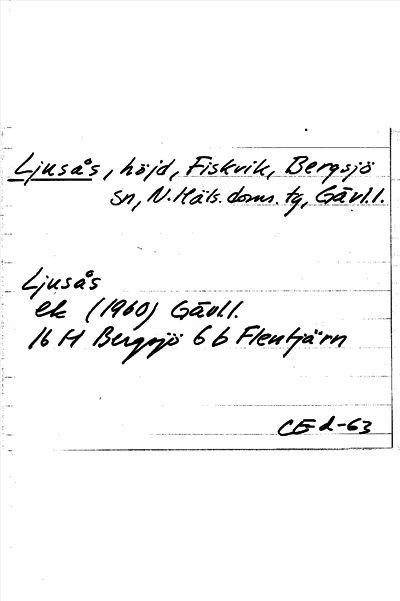 Ljusås, höjd, Fiskvik, Bergsjö
sn, N. Häls. doms. tg, Gävl.l.
Ljusås
ek (1960) Gävl.l.
16 H Bergsjö 6 b Flentjärn
CE d-63